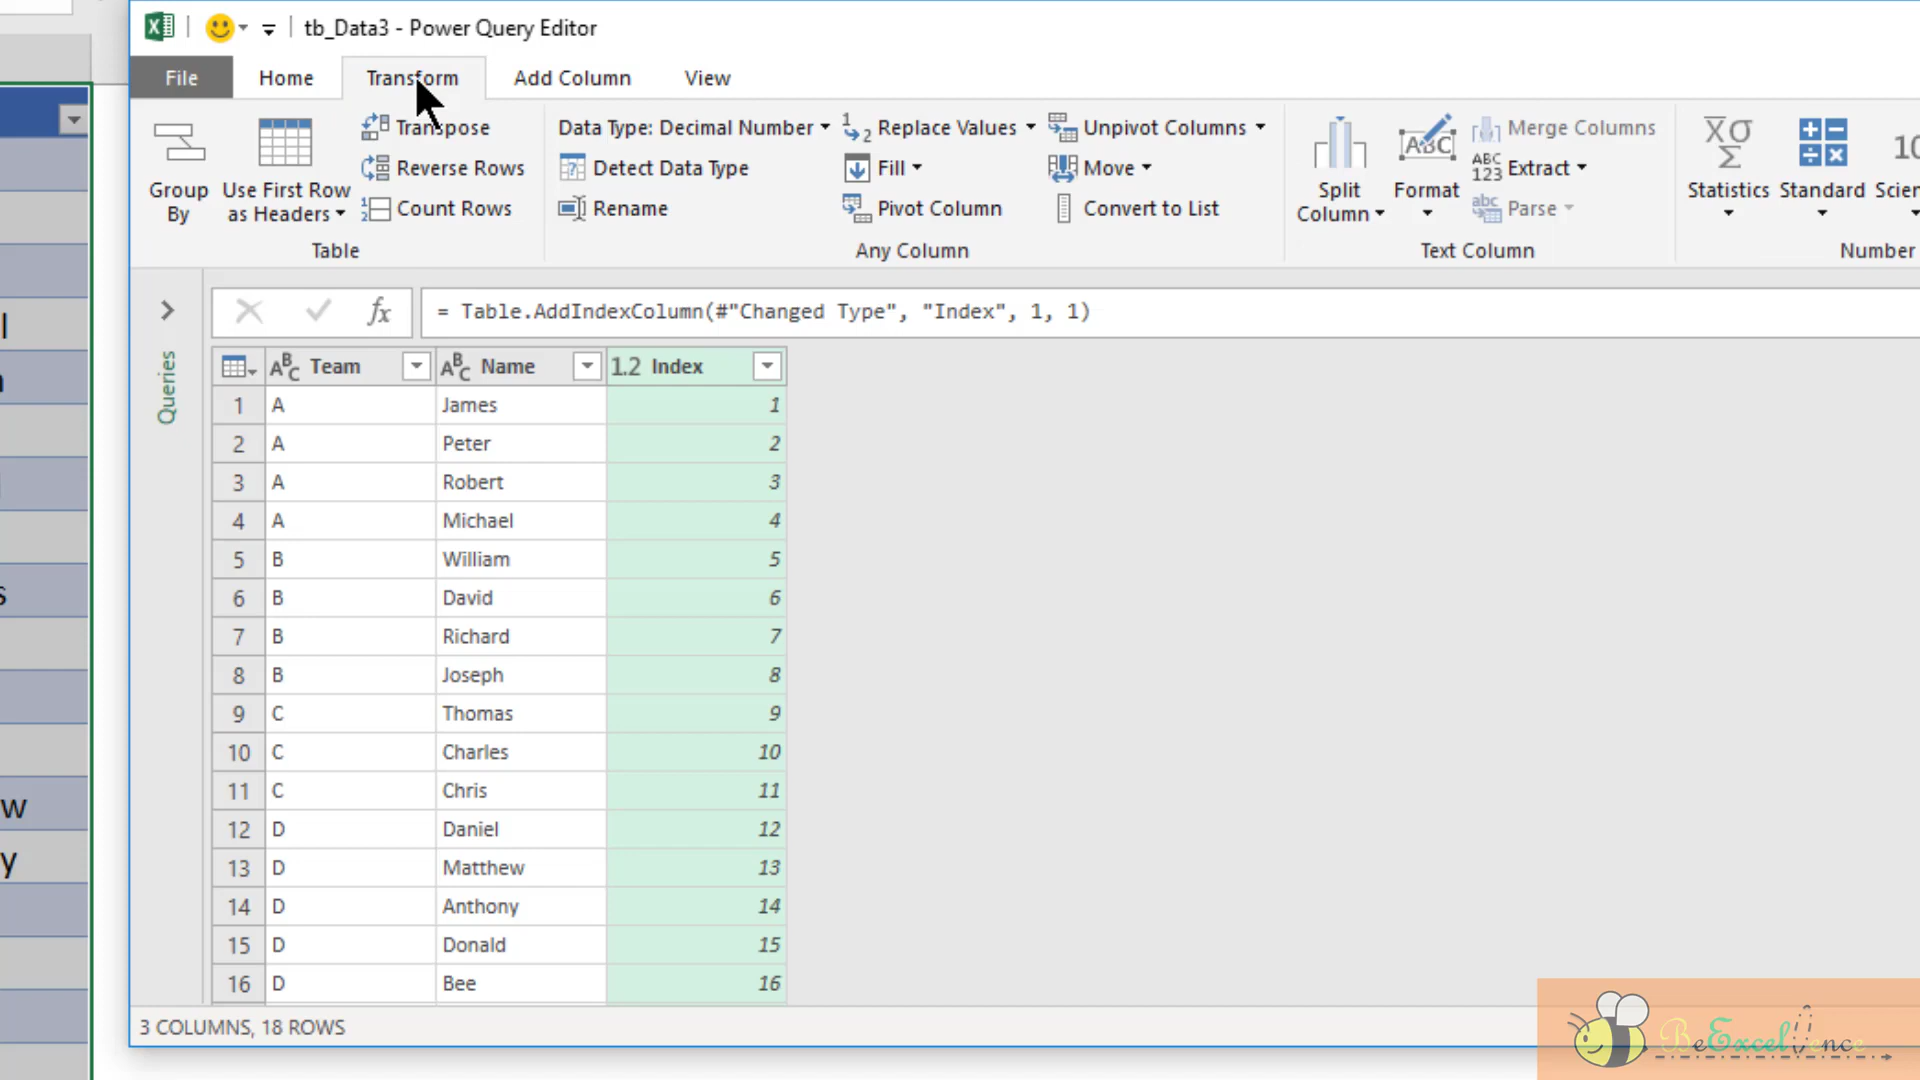 tb_Data3 - Power Query Editor
File Home Transform Add Column View
Group By
Use First Row as Headers
Transpose
Reverse Rows
Count Rows
Table
Data Type: Decimal Number
Detect Data Type
Rename
Replace Values
Fill
Pivot Column
Unpivot Columns
Move
Convert to List
Any Column
Split Column
Format
Merge Columns
Extract
Parse
Text Column
Statistics
Standard
Number
= Table.AddIndexColumn(#"Changed Type", "Index", 1, 1)
Queries
Team Name 1.2 Index
1 A James 1
2 A Peter 2
3 A Robert 3
4 A Michael 4
5 B William 5
6 B David 6
7 B Richard 7
8 B Joseph 8
9 C Thomas 9
10 C Charles 10
11 C Chris 11
12 D Daniel 12
13 D Matthew 13
14 D Anthony 14
15 D Donald 15
16 D Bee 16
3 COLUMNS, 18 ROWS